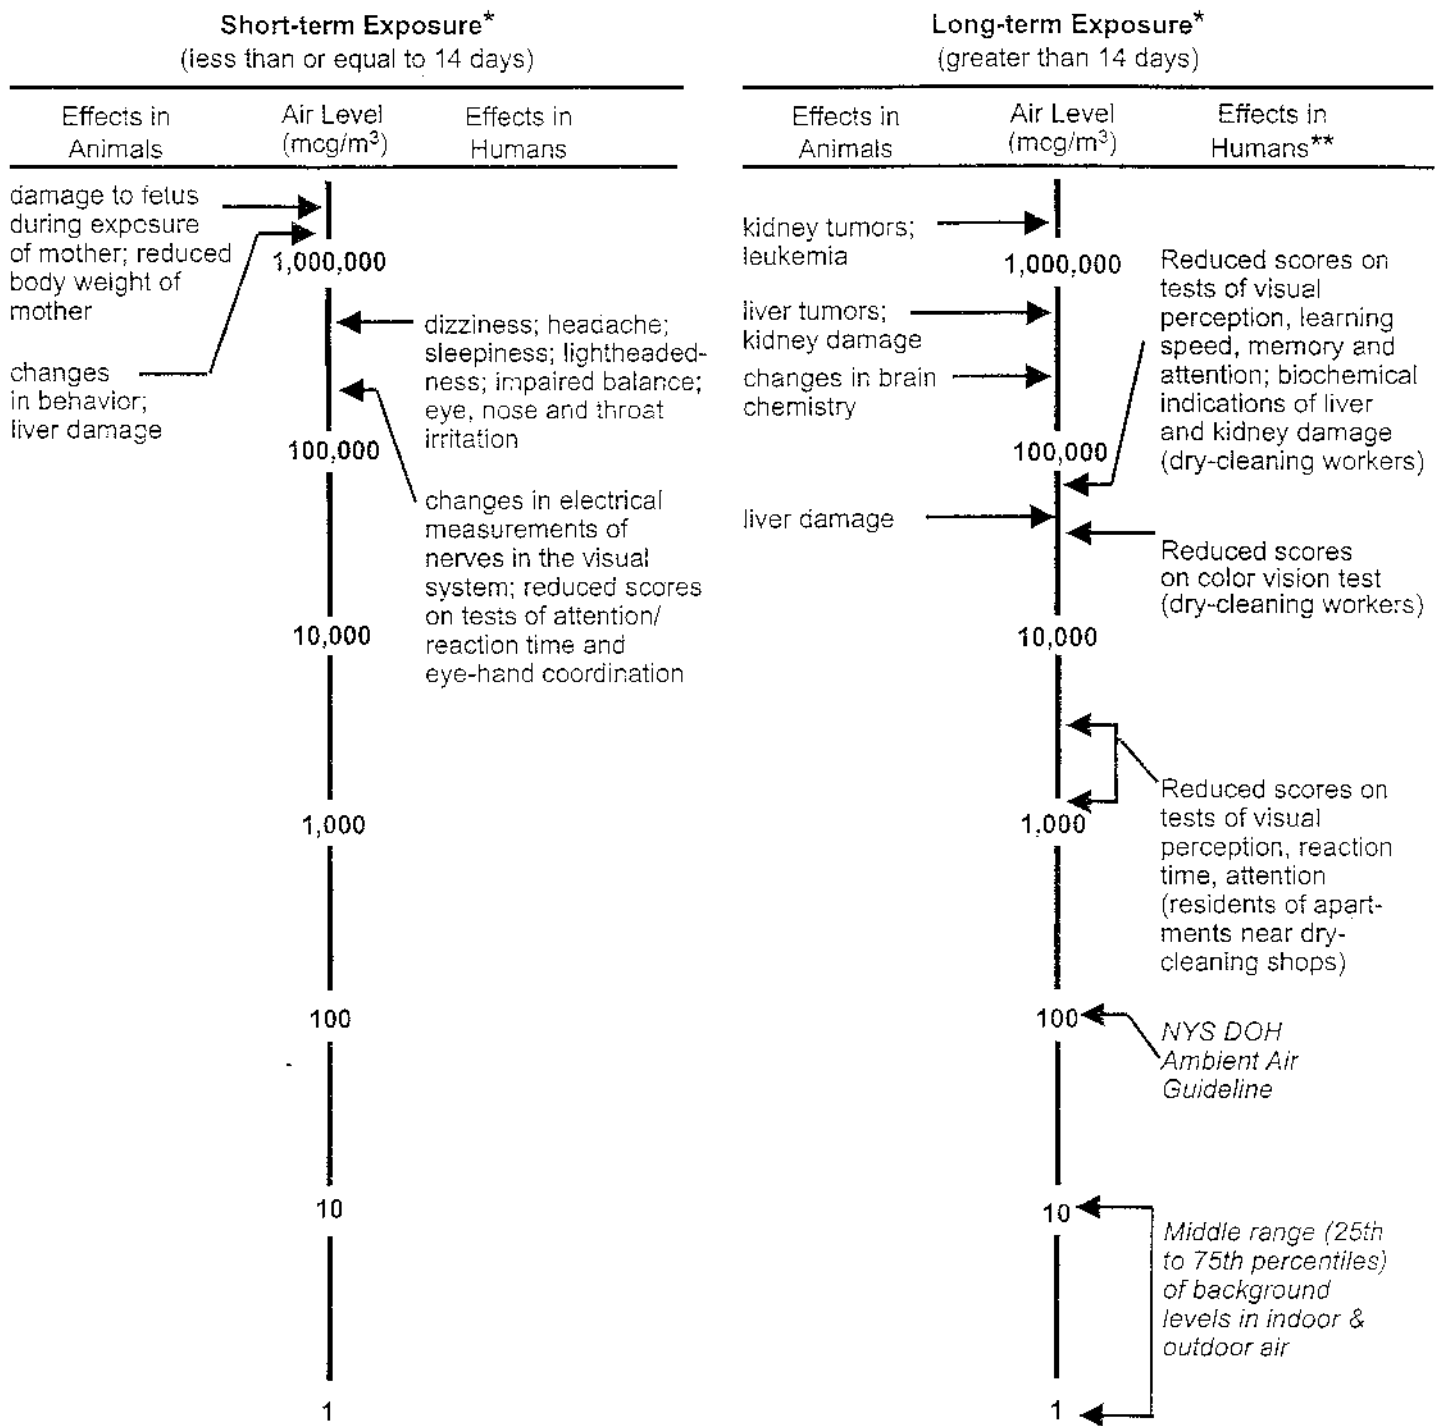 Short-term Exposure*
(less than or equal to 14 days)
Effects in
Animals
Air Level
(mcg/m³)
Effects in
Humans
damage to fetus
during exposure
of mother; reduced
body weight of
mother
changes
in behavior;
liver damage
1,000,000
100,000
10,000
1,000
100
10
1
dizziness; headache;
sleepiness; lightheaded-
ness; impaired balance;
eye, nose and throat
irritation
changes in electrical
measurements of
nerves in the visual
system; reduced scores
on tests of attention/
reaction time and
eye-hand coordination
Long-term Exposure*
(greater than 14 days)
Effects in
Animals
Air Level
(mcg/m³)
Effects in
Humans**
kidney tumors;
leukemia
liver tumors;
kidney damage
changes in brain
chemistry
liver damage
1,000,000
100,000
10,000
1,000
100
10
1
Reduced scores on
tests of visual
perception, learning
speed, memory and
attention; biochemical
indications of liver
and kidney damage
(dry-cleaning workers)
Reduced scores
on color vision test
(dry-cleaning workers)
Reduced scores on
tests of visual
perception, reaction
time, attention
(residents of apart-
ments near dry-
cleaning shops)
NYS DOH
Ambient Air
Guideline
Middle range (25th
to 75th percentiles)
of background
levels in indoor &
outdoor air